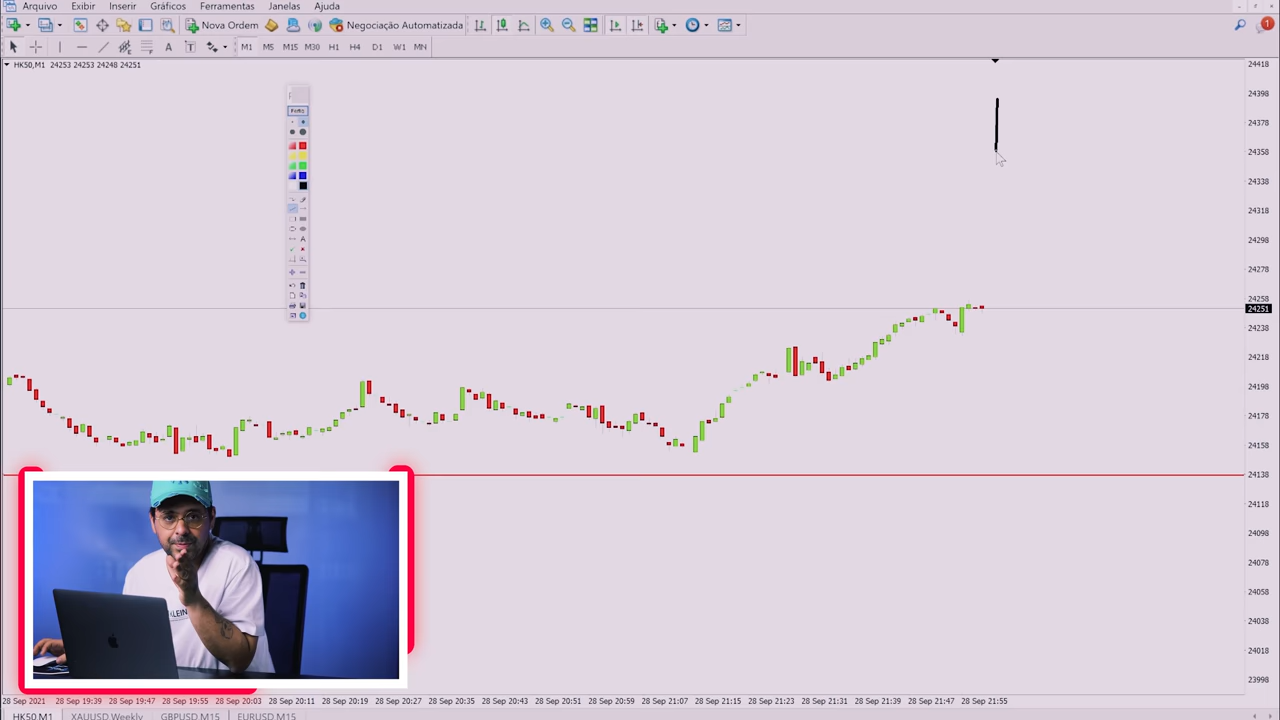 Arquivo Exibir Inserir Gráficos Ferramentas Janelas Ajuda
Nova Ordem Negociação Automatizada 1
A T M1 M5 M15 M30 H1 H4 D1 W1 MN
HK50,M1 24253 24253 24248 24251
24418
24398
24378
24358
24338
24318
24298
24278
24258
24251
24238
24218
24198
24178
24158
24138
24118
24098
24078
24058
24038
24018
23998
A
KLEIN
28 Sep 2021 28 Sep 19:39 28 Sep 19:47 28 Sep 19:55 28 Sep 20:03 28 Sep 20:11 28 Sep 20:19 28 Sep 20:27 28 Sep 20:35 28 Sep 20:43 28 Sep 20:51 28 Sep 20:59 28 Sep 21:07 28 Sep 21:15 28 Sep 21:23 28 Sep 21:31 28 Sep 21:39 28 Sep 21:47 28 Sep 21:55
HK50 M1 XAUUSD Weekly GBPUSD M15 EURUSD M15